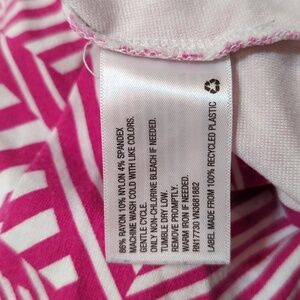 86% RAYON 10% NYLON 4% SPANDEX
MACHINE WASH COLD WITH LIKE COLORS.
GENTLE CYCLE.
ONLY NON-CHLORINE BLEACH IF NEEDED.
TUMBLE DRY LOW.
REMOVE PROMPTLY.
WARM IRON IF NEEDED.
RN17730 VN3681882
LABEL MADE FROM 100% RECYCLED PLASTIC